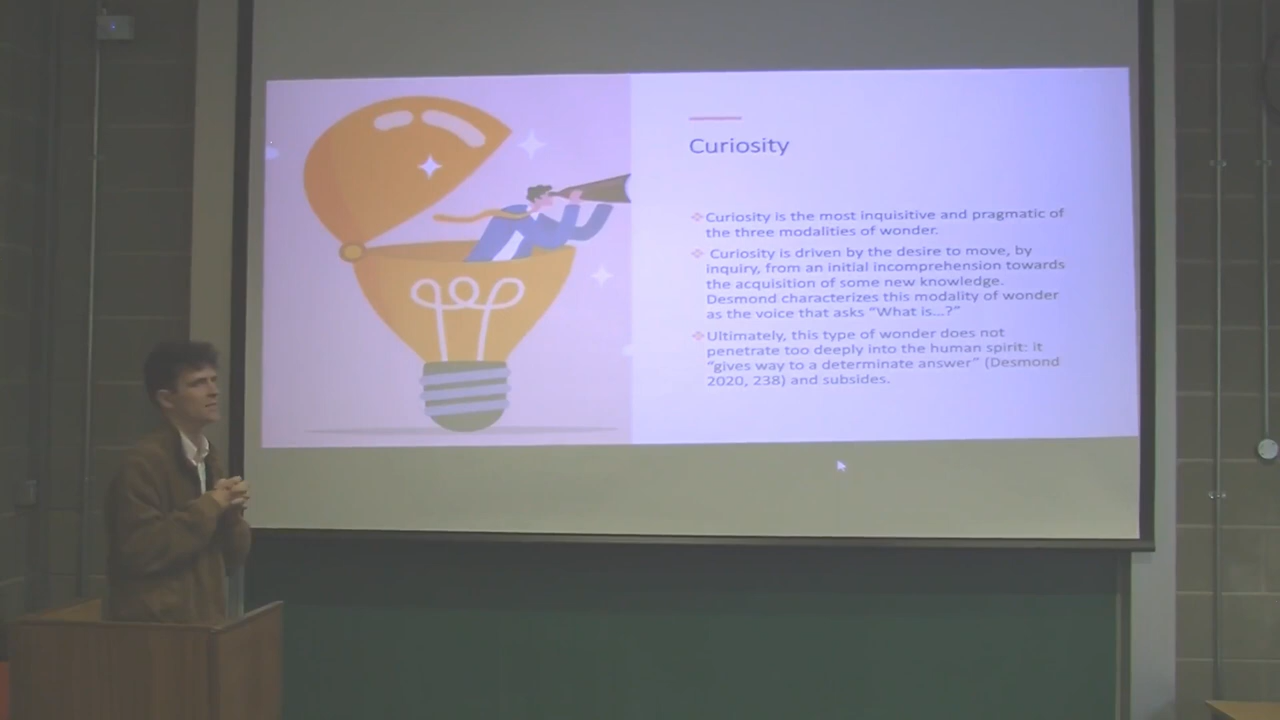 Curiosity
Curiosity is the most inquisitive and pragmatic of
the three modalities of wonder.
Curiosity is driven by the desire to move, by
inquiry, from an initial incomprehension towards
the acquisition of some new knowledge.
Desmond characterizes this modality of wonder
as the voice that asks “What is...?”
Ultimately, this type of wonder does not
penetrate too deeply into the human spirit: it
“gives way to a determinate answer” (Desmond
2020, 238) and subsides.